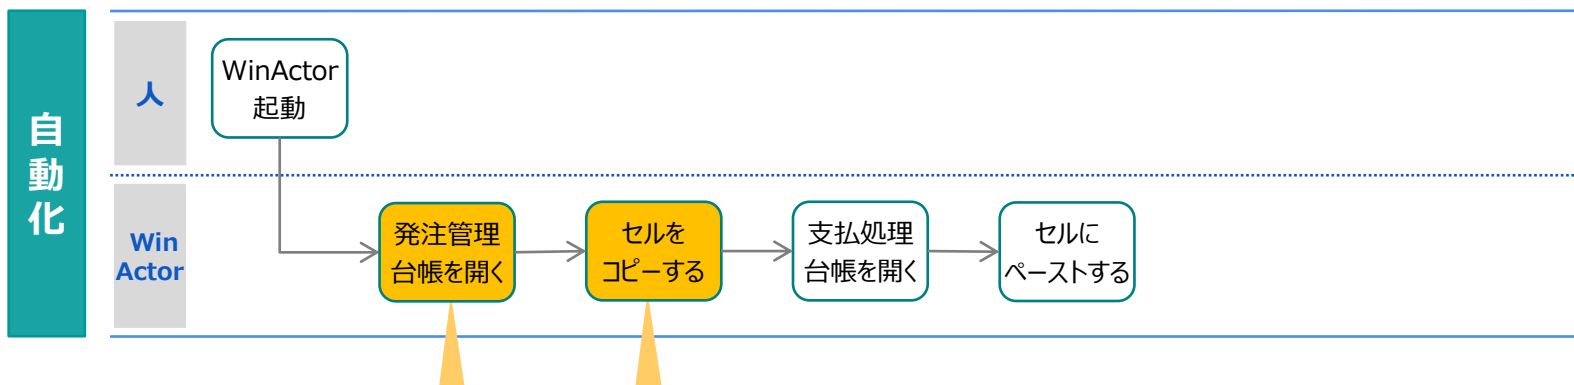 自動化
人
WinActor
起動
Win
Actor
発注管理
台帳を開く
セルを
コピーする
支払処理
台帳を開く
セルに
ペーストする